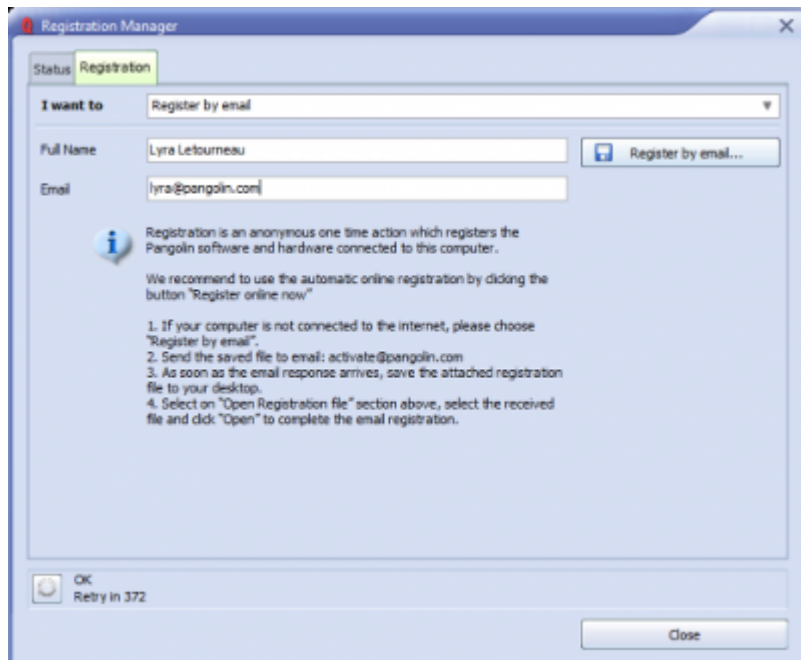 Registration Manager
Status
Registration
I want to
Register by email
Full Name
Lyra Letourneau
Register by email...
Email
lyra@pangolin.com
Registration is an anonymous one time action which registers the
Pangolin software and hardware connected to this computer.
We recommend to use the automatic online registration by clicking the
button "Register online now"
1. If your computer is not connected to the internet, please choose
"Register by email".
2. Send the saved file to email: activate@pangolin.com
3. As soon as the email response arrives, save the attached registration
file to your desktop.
4. Select on "Open Registration file" section above, select the received
file and click "Open" to complete the email registration.
OK
Retry in 372
Close